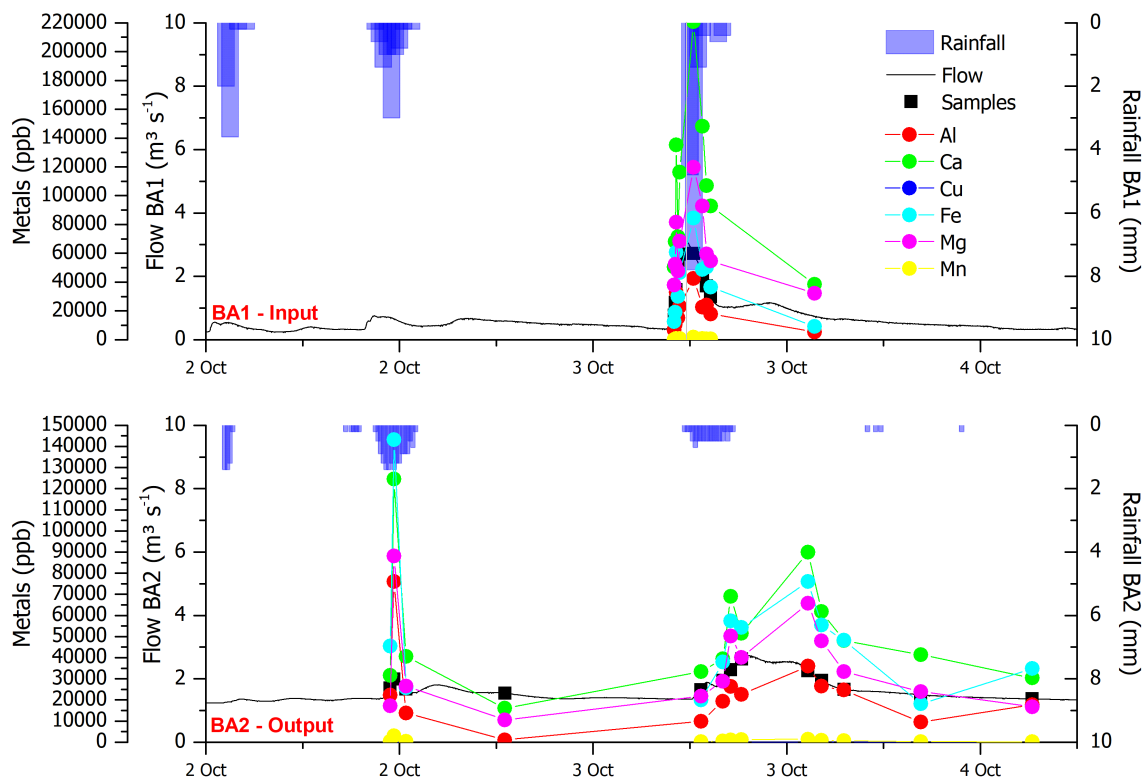 220000
200000
180000
160000
140000
120000
100000
80000
60000
40000
20000
0
Metals (ppb)
10
8
6
4
2
0
Flow BA1 (m³ s⁻¹)
0
2
4
6
8
10
Rainfall BA1 (mm)
Rainfall
Flow
Samples
Al
Ca
Cu
Fe
Mg
Mn
BA1 - Input
2 Oct
2 Oct
3 Oct
3 Oct
4 Oct
150000
140000
130000
120000
110000
100000
90000
80000
70000
60000
50000
40000
30000
20000
10000
0
Metals (ppb)
10
8
6
4
2
0
Flow BA2 (m³ s⁻¹)
0
2
4
6
8
10
Rainfall BA2 (mm)
BA2 - Output
2 Oct
2 Oct
3 Oct
3 Oct
4 Oct